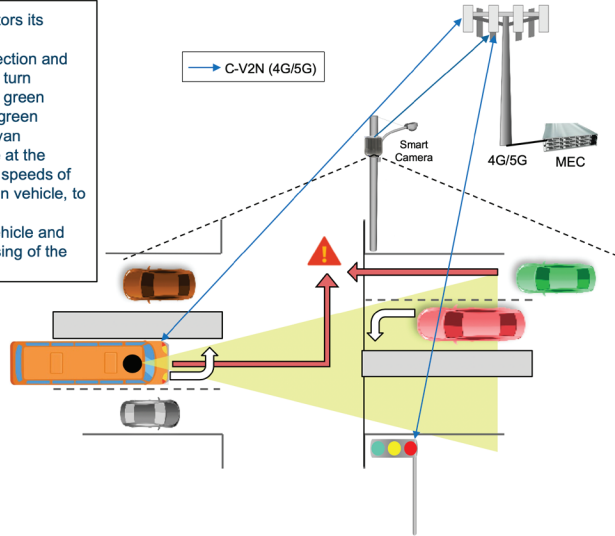 tors its
ection and
turn
green
green
van
at the
speeds of
n vehicle, to
hicle and
sing of the
C-V2N (4G/5G)
Smart
Camera
4G/5G
MEC